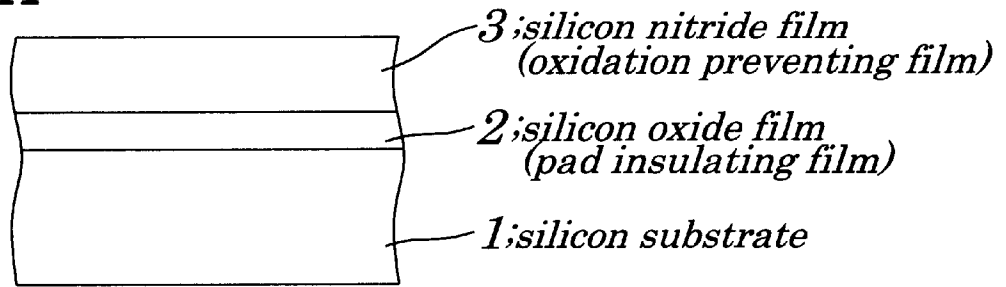 3;silicon nitride film
(oxidation preventing film)
2;silicon oxide film
(pad insulating film)
1;silicon substrate